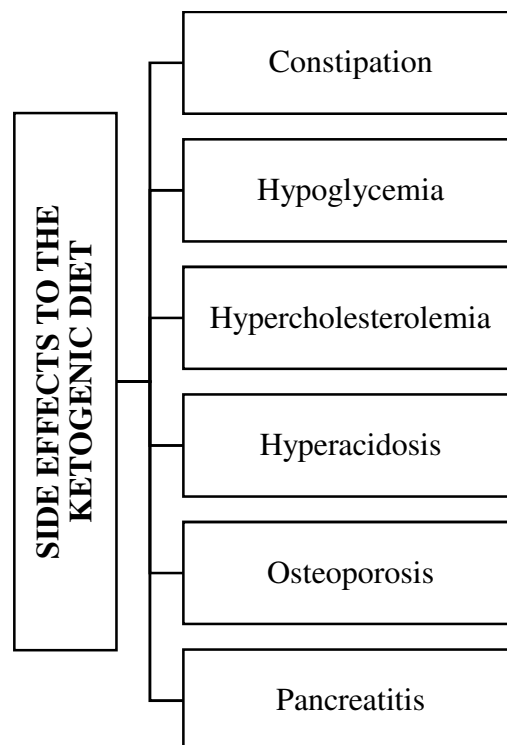 SIDE EFFECTS TO THE
KETOGENIC DIET
Constipation
Hypoglycemia
Hypercholesterolemia
Hyperacidosis
Osteoporosis
Pancreatitis